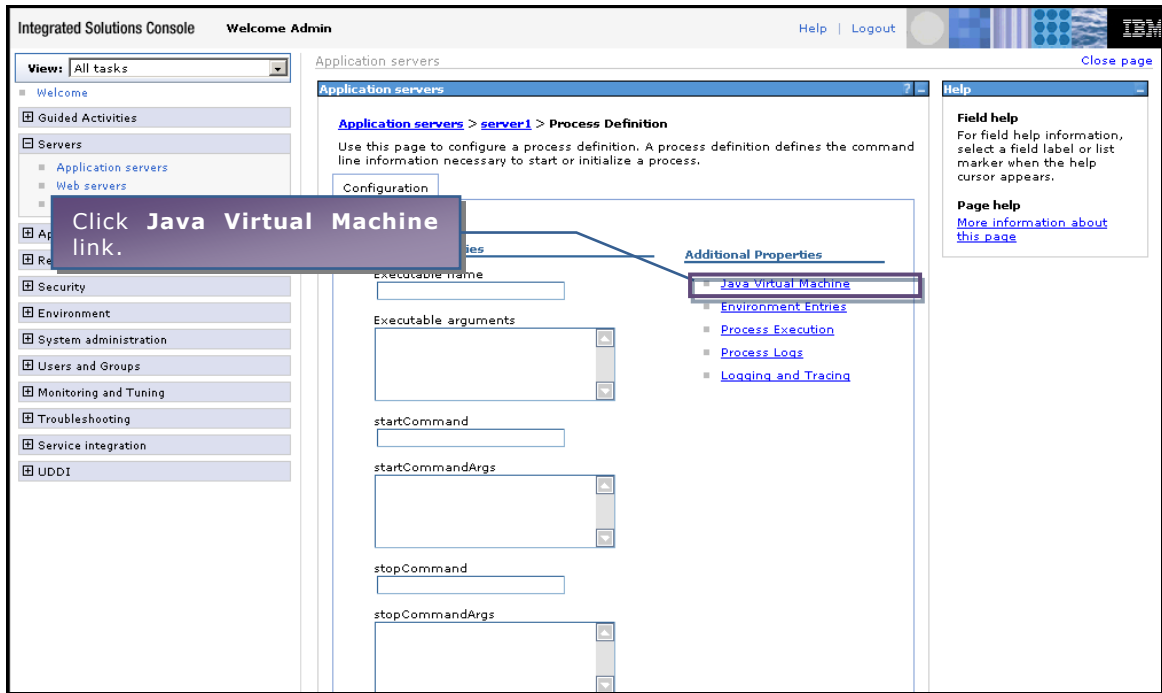 Integrated Solutions Console Welcome Admin
Help | Logout
IBM
View: All tasks
Welcome
Guided Activities
Servers
Application servers
Web servers
Ap
Re
Security
Environment
System administration
Users and Groups
Monitoring and Tuning
Troubleshooting
Service integration
UDDI
Application servers
Close page
Application servers ? -
Application servers > server1 > Process Definition
Use this page to configure a process definition. A process definition defines the command
line information necessary to start or initialize a process.
Configuration
Click Java Virtual Machine
link.
ies
Executable name
Executable arguments
startCommand
startCommandArgs
stopCommand
stopCommandArgs
Additional Properties
Java Virtual Machine
Environment Entries
Process Execution
Process Logs
Logging and Tracing
Help -
Field help
For field help information,
select a field label or list
marker when the help
cursor appears.
Page help
More information about
this page